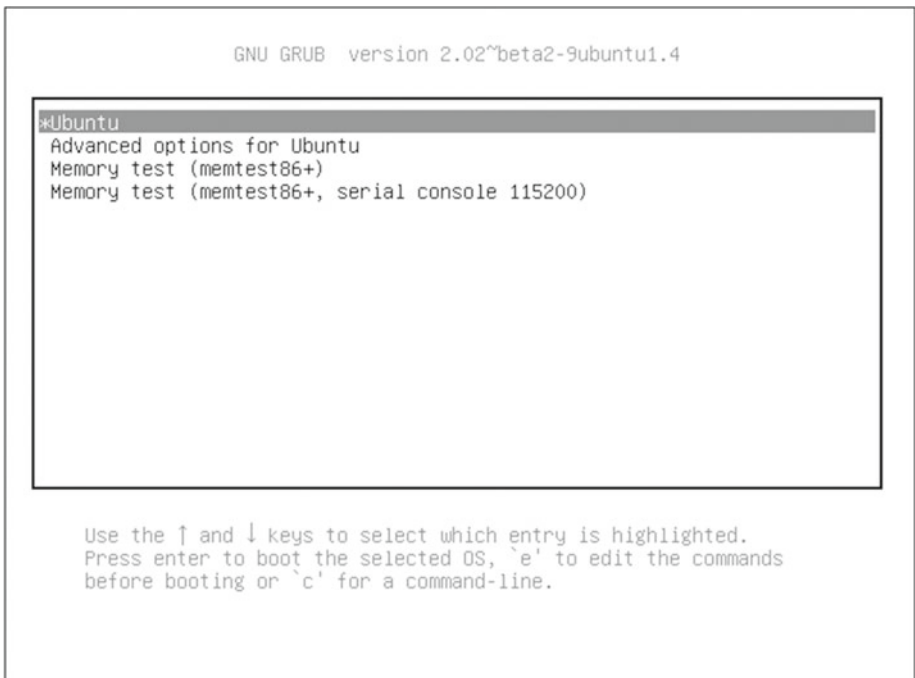 GNU GRUB version 2.02~beta2-9ubuntu1.4
*Ubuntu
Advanced options for Ubuntu
Memory test (memtest86+)
Memory test (memtest86+, serial console 115200)
Use the ↑ and ↓ keys to select which entry is highlighted.
Press enter to boot the selected OS, `e' to edit the commands
before booting or `c' for a command-line.